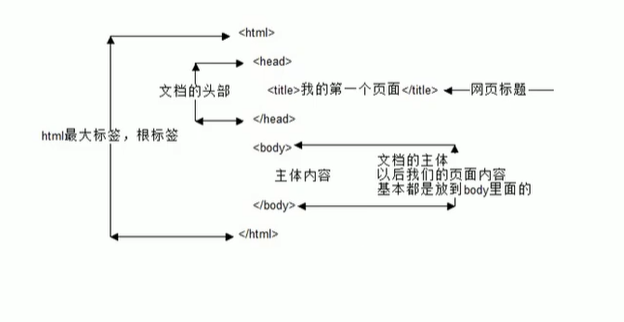 <html>
<head>
文档的头部
<title>我的第一个页面</title> 网页标题
</head>
html最大标签，根标签
<body>
文档的主体
主体内容 以后我们的页面内容
基本都是放到body里面的
</body>
</html>